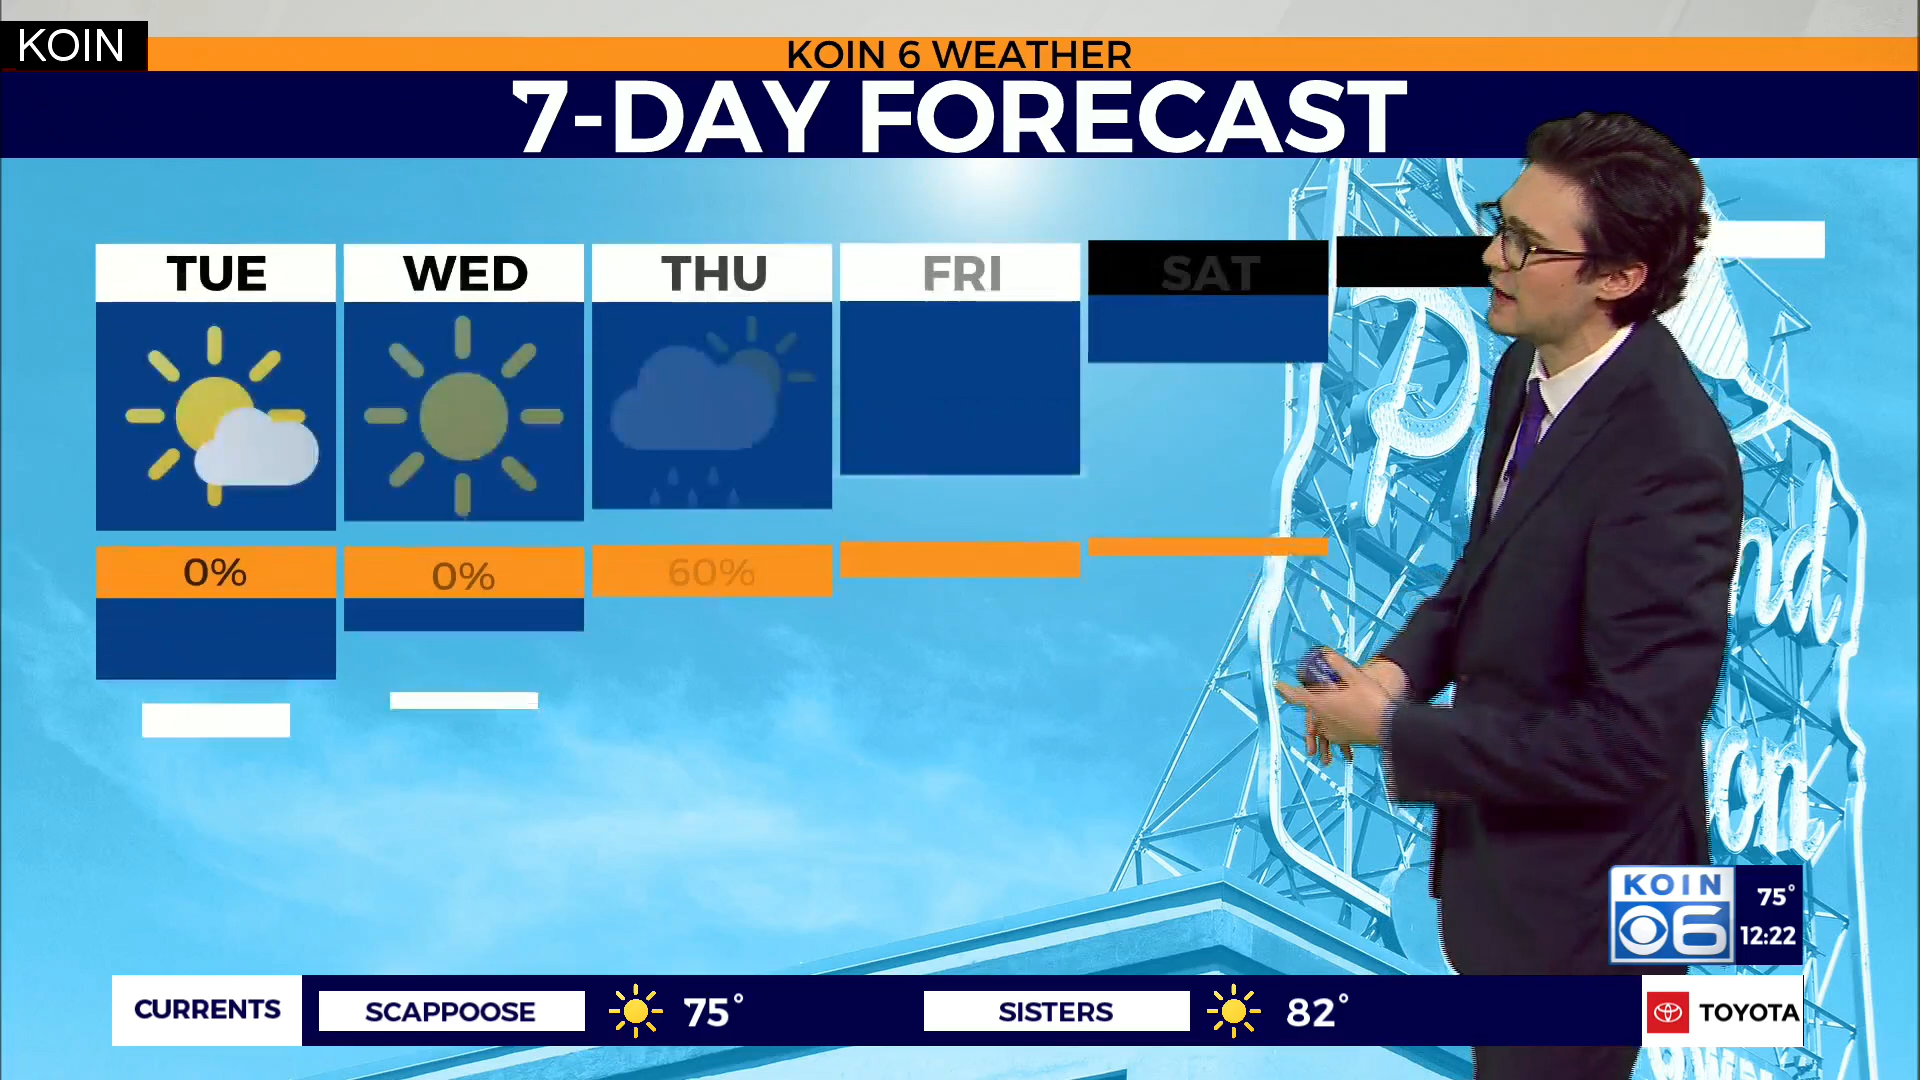 KOIN
KOIN 6 WEATHER
7-DAY FORECAST
TUE
WED
THU
FRI
SAT
0%
0%
60%
KOIN
6
75°
12:22
CURRENTS
SCAPPOOSE
75°
SISTERS
82°
TOYOTA